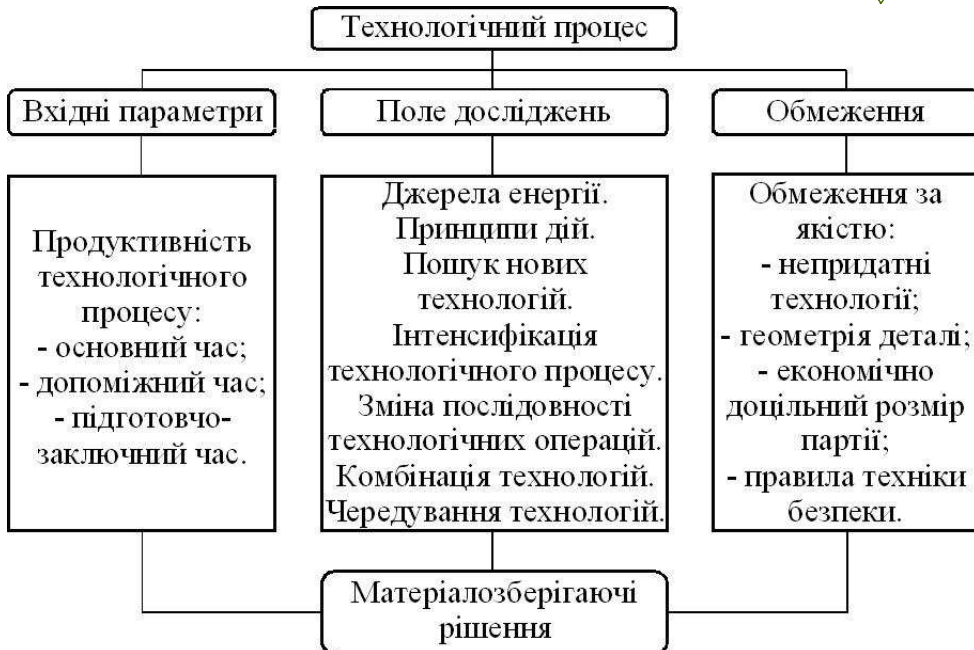 Технологічний процес
Вхідні параметри
Поле досліджень
Обмеження
Продуктивність
технологічного
процесу:
- основний час;
- допоміжний час;
- підготовчо-
заключний час.
Джерела енергії.
Принципи дій.
Пошук нових
технологій.
Інтенсифікація
технологічного процесу.
Зміна послідовності
технологічних операцій.
Комбінація технологій.
Чередування технологій.
Обмеження за
якістю:
- непридатні
технології;
- геометрія деталі;
- економічно
доцільний розмір
партії;
- правила техніки
безпеки.
Матеріалозберігаючі
рішення